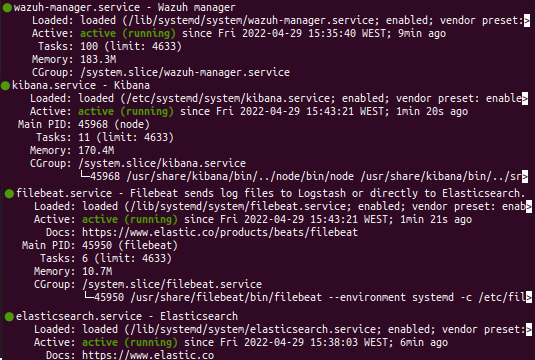 ● wazuh-manager.service - Wazuh manager
Loaded: loaded (/lib/systemd/system/wazuh-manager.service; enabled; vendor preset:>
Active: active (running) since Fri 2022-04-29 15:35:40 WEST; 9min ago
Tasks: 100 (limit: 4633)
Memory: 183.3M
CGroup: /system.slice/wazuh-manager.service
● kibana.service - Kibana
Loaded: loaded (/etc/systemd/system/kibana.service; enabled; vendor preset: enable>
Active: active (running) since Fri 2022-04-29 15:43:21 WEST; 1min 20s ago
Main PID: 45968 (node)
Tasks: 11 (limit: 4633)
Memory: 170.4M
CGroup: /system.slice/kibana.service
└─45968 /usr/share/kibana/bin/../node/bin/node /usr/share/kibana/bin/../sr>
● filebeat.service - Filebeat sends log files to Logstash or directly to Elasticsearch.
Loaded: loaded (/lib/systemd/system/filebeat.service; enabled; vendor preset: enab>
Active: active (running) since Fri 2022-04-29 15:43:21 WEST; 1min 21s ago
Docs: https://www.elastic.co/products/beats/filebeat
Main PID: 45950 (filebeat)
Tasks: 6 (limit: 4633)
Memory: 10.7M
CGroup: /system.slice/filebeat.service
└─45950 /usr/share/filebeat/bin/filebeat --environment systemd -c /etc/fil>
● elasticsearch.service - Elasticsearch
Loaded: loaded (/lib/systemd/system/elasticsearch.service; enabled; vendor preset:>
Active: active (running) since Fri 2022-04-29 15:38:03 WEST; 6min ago
Docs: https://www.elastic.co